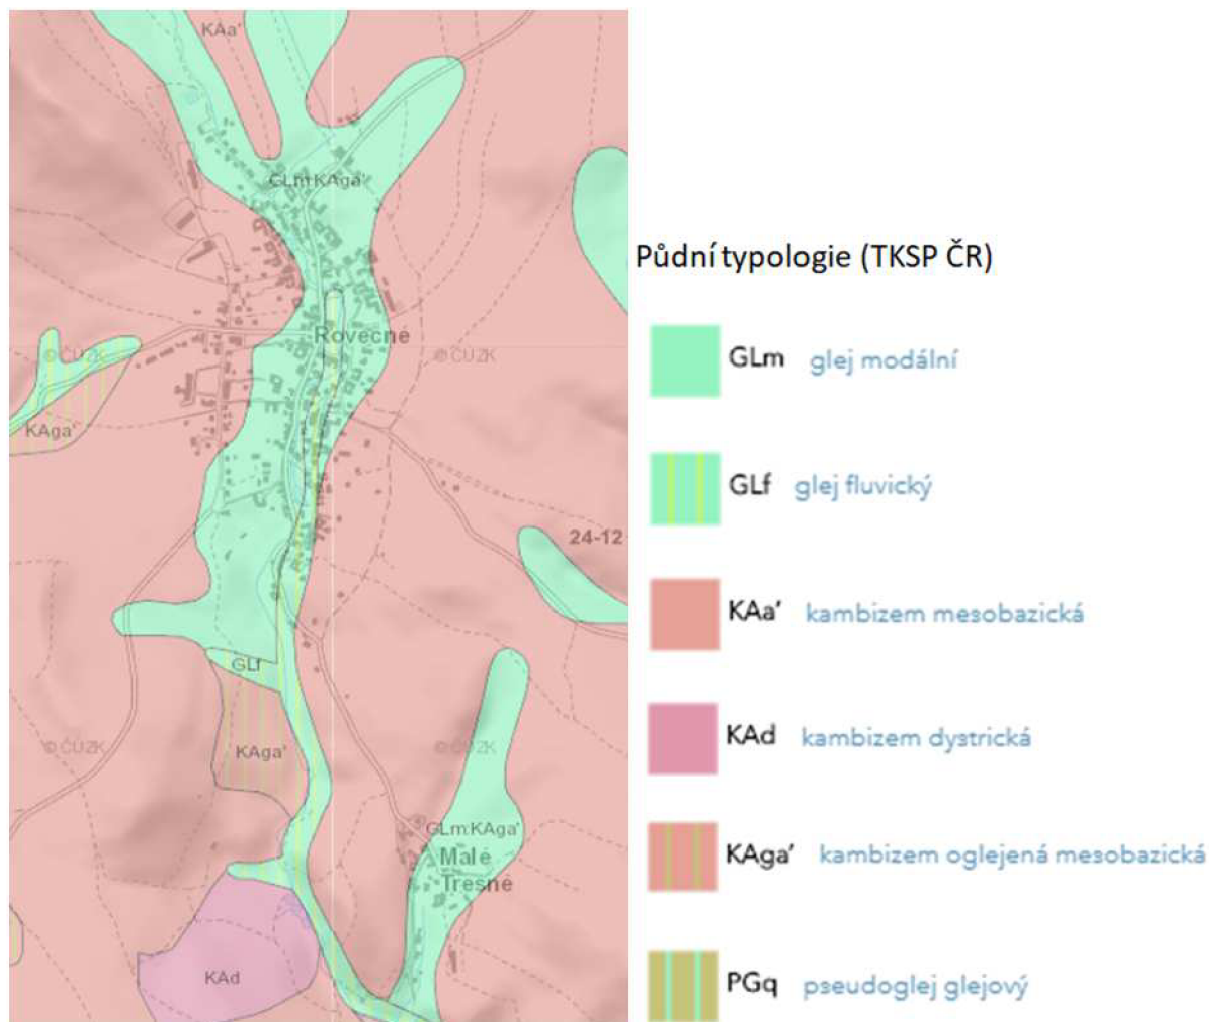 KAa’
GLm:KAga’
Rovečné
© ČÚZK
© ČÚZK
KAga’
24-12
GLf
KAga’
© ČÚZK
© ČÚZK
GLm:KAga’
Malé
Tresné
KAd
Půdní typologie (TKSP ČR)
GLm glej modální
GLf glej fluvický
KAa’ kambizem mesobazická
KAd kambizem dystrická
KAga’ kambizem oglejená mesobazická
PGq pseudoglej glejový